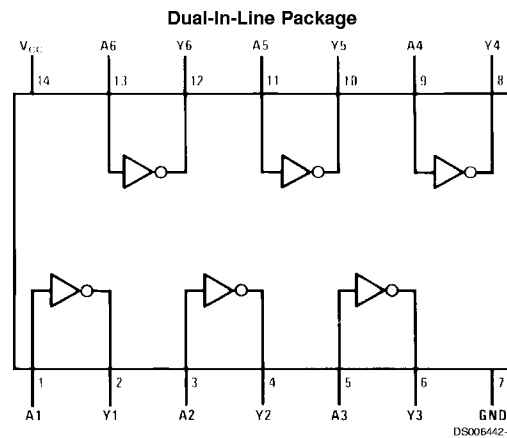 Dual-In-Line Package
VCC A6 Y6 A5 Y5 A4 Y4
14 13 12 11 10 9 8
1 2 3 4 5 6 7
A1 Y1 A2 Y2 A3 Y3 GND
DS006442-